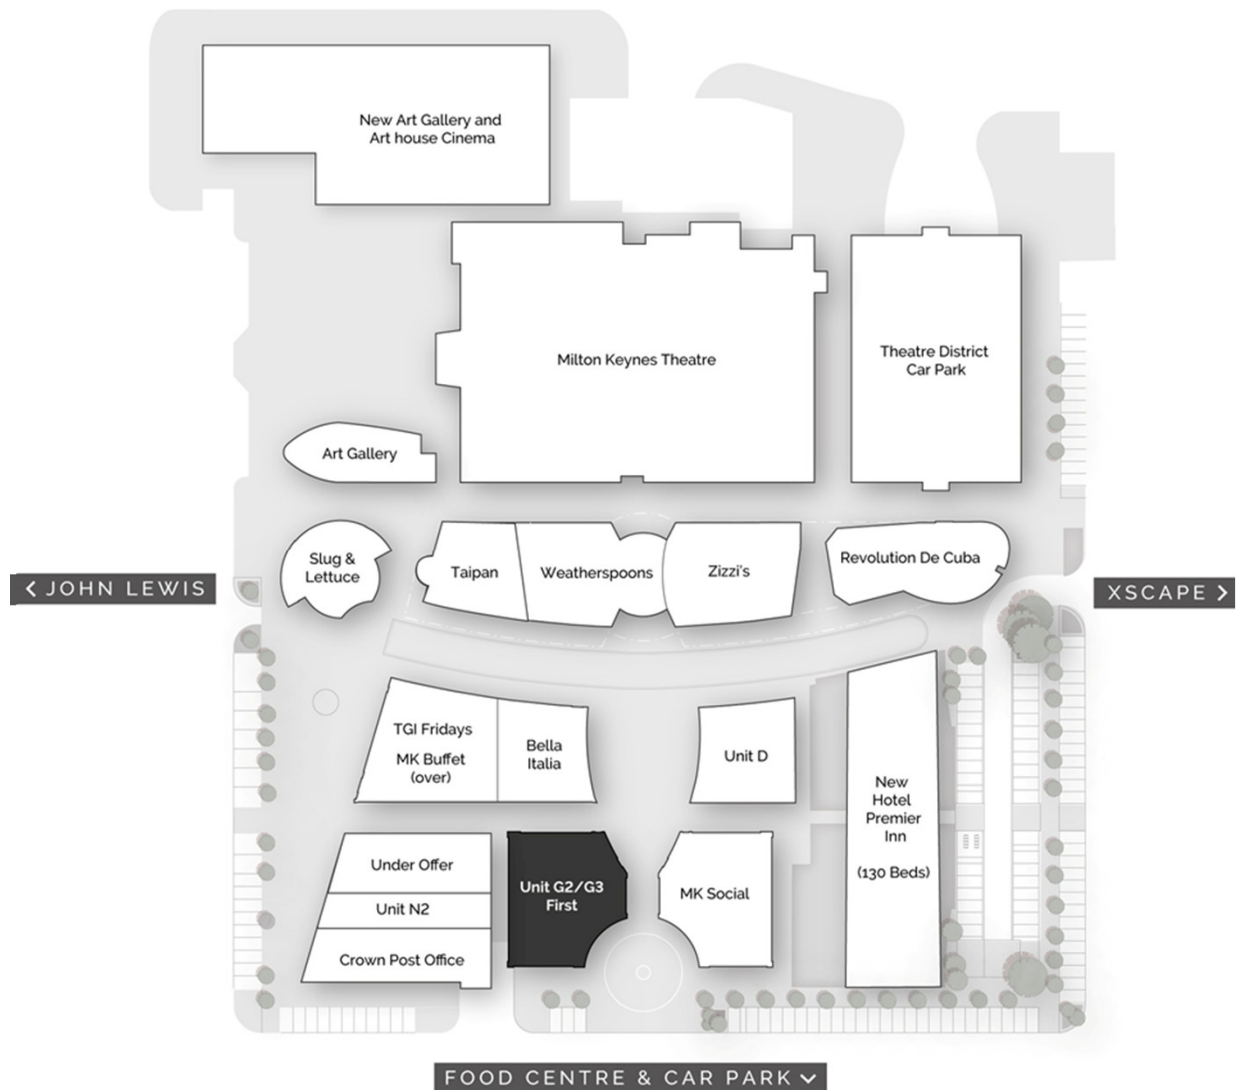 New Art Gallery and
Art house Cinema
Milton Keynes Theatre
Theatre District
Car Park
Art Gallery
Slug &
Lettuce
Taipan
Weatherspoons
Zizzi's
Revolution De Cuba
< JOHN LEWIS
XSCAPE >
TGI Fridays
MK Buffet
(over)
Bella
Italia
Unit D
New
Hotel
Premier
Inn
(130 Beds)
Under Offer
Unit N2
Crown Post Office
Unit G2/G3
First
MK Social
FOOD CENTRE & CAR PARK